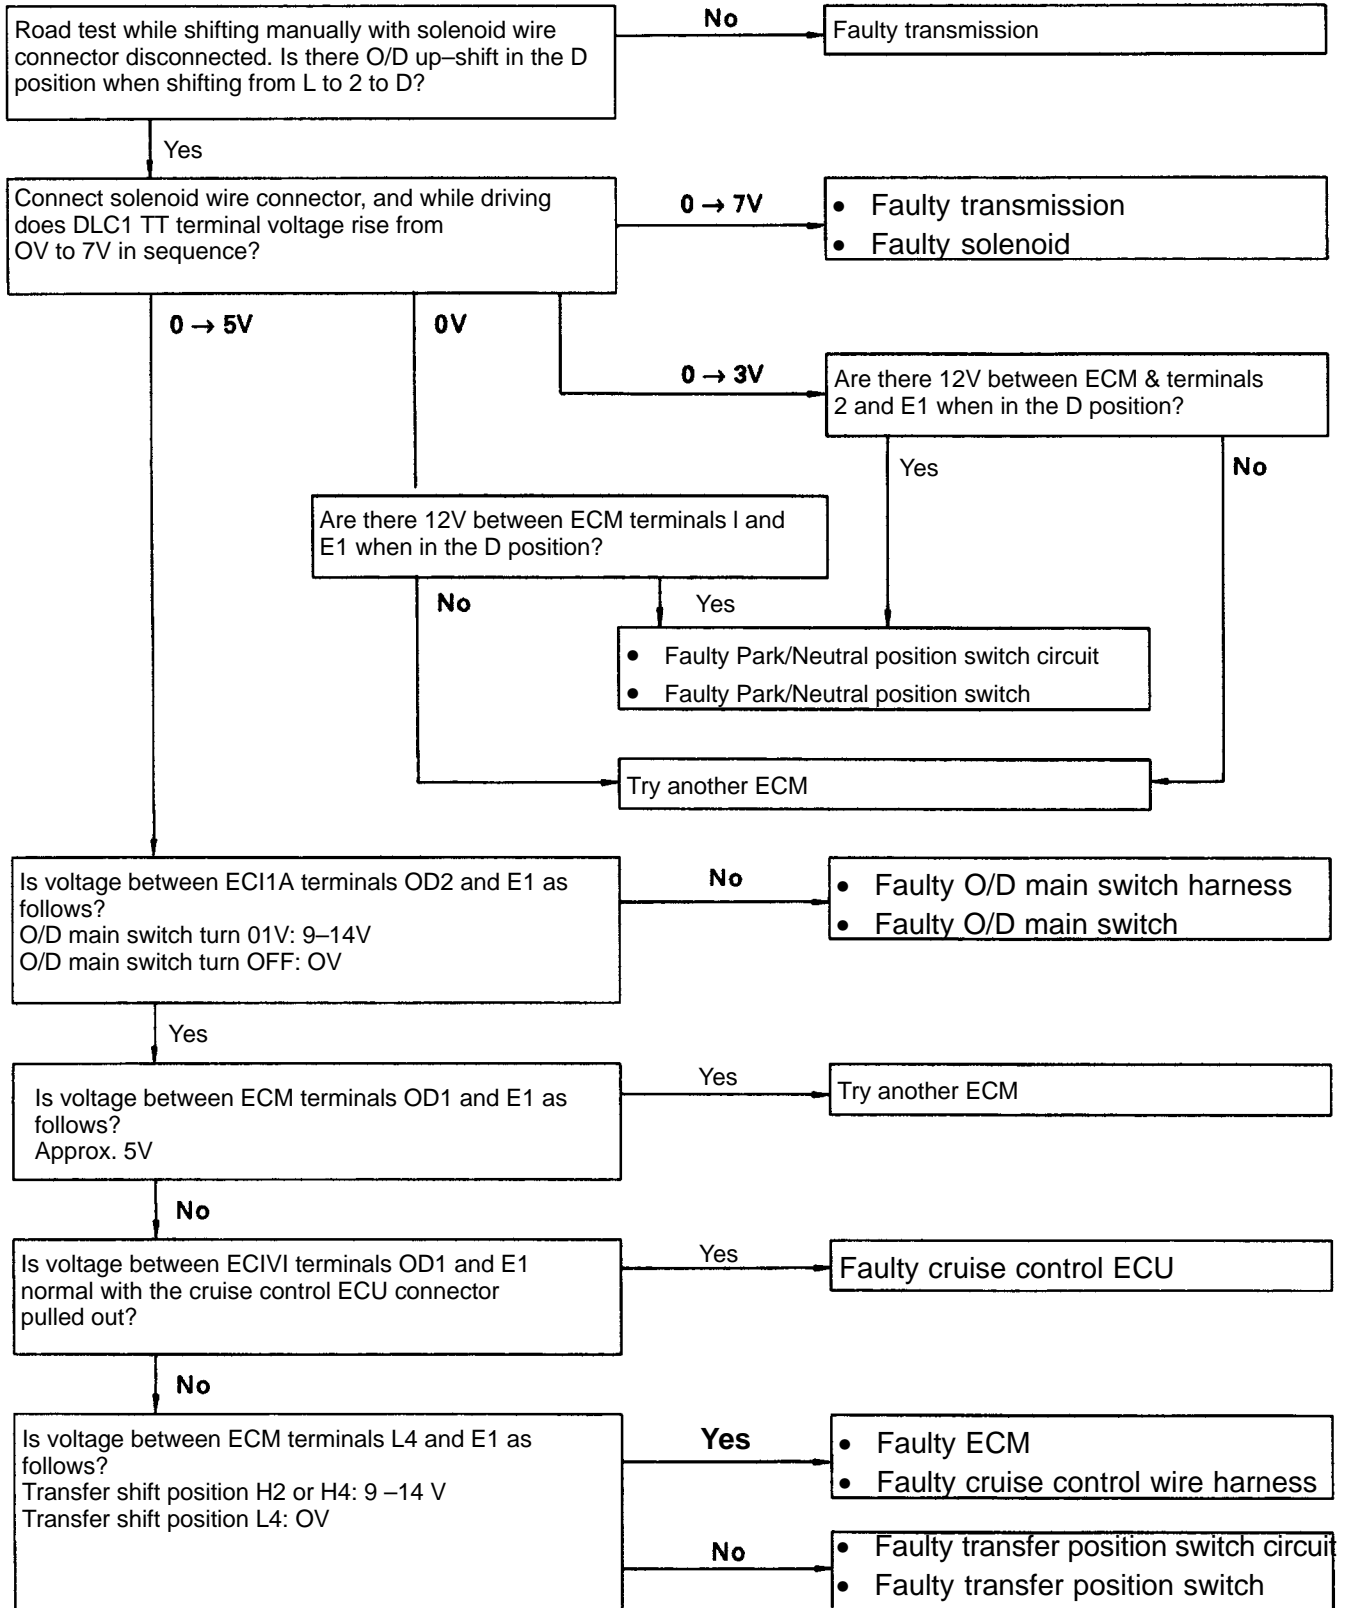 Road test while shifting manually with solenoid wire
connector disconnected. Is there O/D up–shift in the D
position when shifting from L to 2 to D?
No
Faulty transmission
Yes
Connect solenoid wire connector, and while driving
does DLC1 TT terminal voltage rise from
OV to 7V in sequence?
0 → 7V
• Faulty transmission
• Faulty solenoid
0 → 5V
0V
0 → 3V
Are there 12V between ECM & terminals
2 and E1 when in the D position?
Yes
No
Are there 12V between ECM terminals l and
E1 when in the D position?
No
Yes
• Faulty Park/Neutral position switch circuit
• Faulty Park/Neutral position switch
Try another ECM
Is voltage between ECI1A terminals OD2 and E1 as
follows?
O/D main switch turn 01V: 9–14V
O/D main switch turn OFF: OV
No
• Faulty O/D main switch harness
• Faulty O/D main switch
Yes
Is voltage between ECM terminals OD1 and E1 as
follows?
Approx. 5V
Yes
Try another ECM
No
Is voltage between ECIVI terminals OD1 and E1
normal with the cruise control ECU connector
pulled out?
Yes
Faulty cruise control ECU
No
Is voltage between ECM terminals L4 and E1 as
follows?
Transfer shift position H2 or H4: 9 –14 V
Transfer shift position L4: OV
Yes
• Faulty ECM
• Faulty cruise control wire harness
No
• Faulty transfer position switch circuit
• Faulty transfer position switch